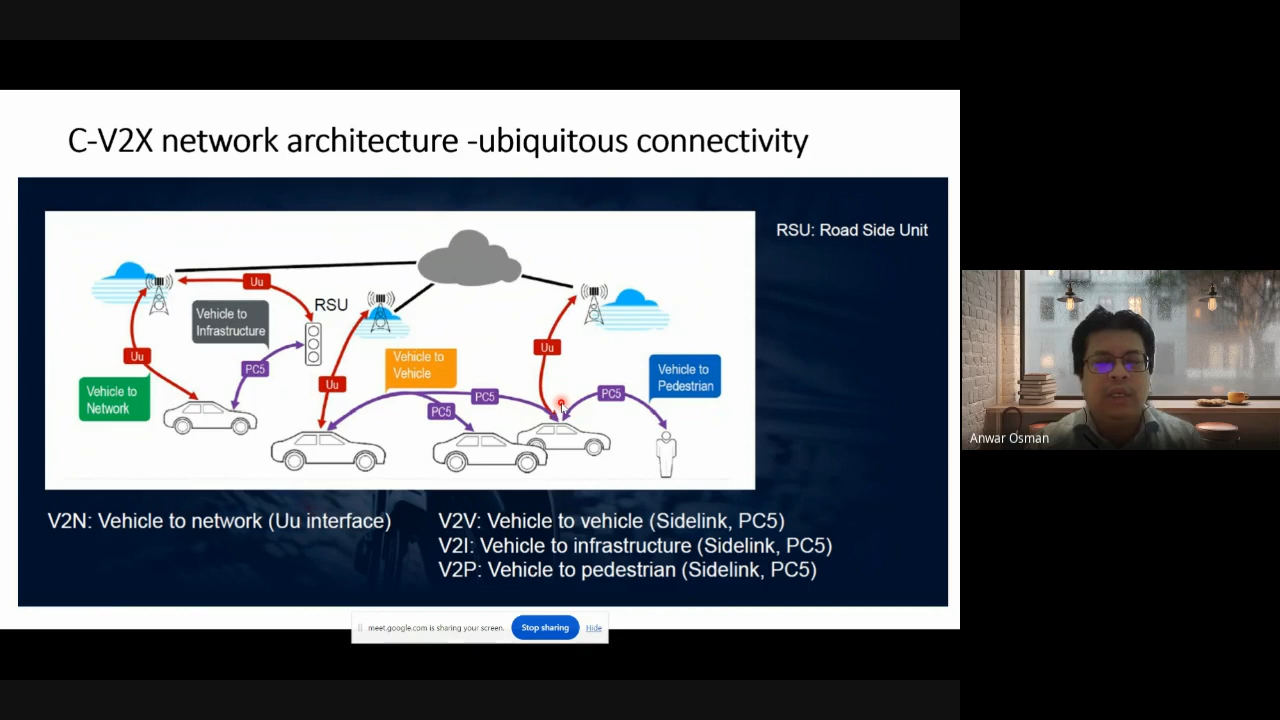 C-V2X network architecture -ubiquitous connectivity
RSU: Road Side Unit
Uu
RSU
Vehicle to
Infrastructure
Uu
PC5
Vehicle to
Network
Uu
Vehicle to
Vehicle
PC5
PC5
Uu
PC5
Vehicle to
Pedestrian
V2N: Vehicle to network (Uu interface)
V2V: Vehicle to vehicle (Sidelink, PC5)
V2I: Vehicle to infrastructure (Sidelink, PC5)
V2P: Vehicle to pedestrian (Sidelink, PC5)
meet.google.com is sharing your screen.
Stop sharing
Hide
Anwar Osman